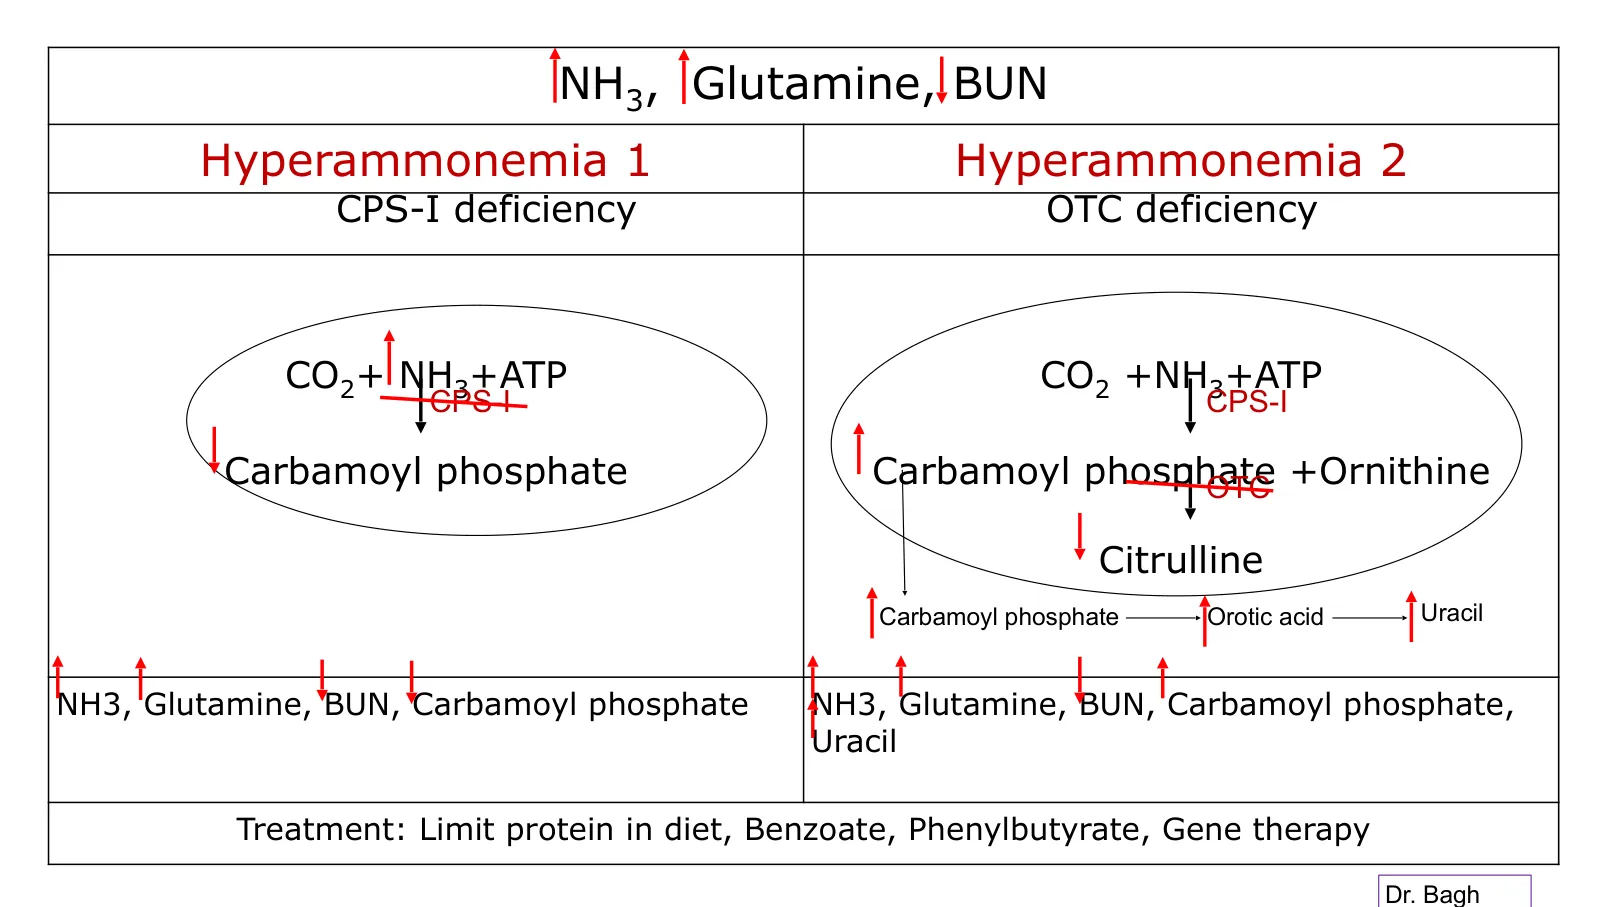 NH3, Glutamine, BUN
Hyperammonemia 1
Hyperammonemia 2
CPS-I deficiency
OTC deficiency
CO2+ NH3+ATP
CPS-I
Carbamoyl phosphate
CO2 +NH3+ATP
CPS-I
Carbamoyl phosphate +Ornithine
OTC
Citrulline
Carbamoyl phosphate
Orotic acid
Uracil
NH3, Glutamine, BUN, Carbamoyl phosphate
NH3, Glutamine, BUN, Carbamoyl phosphate,
Uracil
Treatment: Limit protein in diet, Benzoate, Phenylbutyrate, Gene therapy
Dr. Bagh